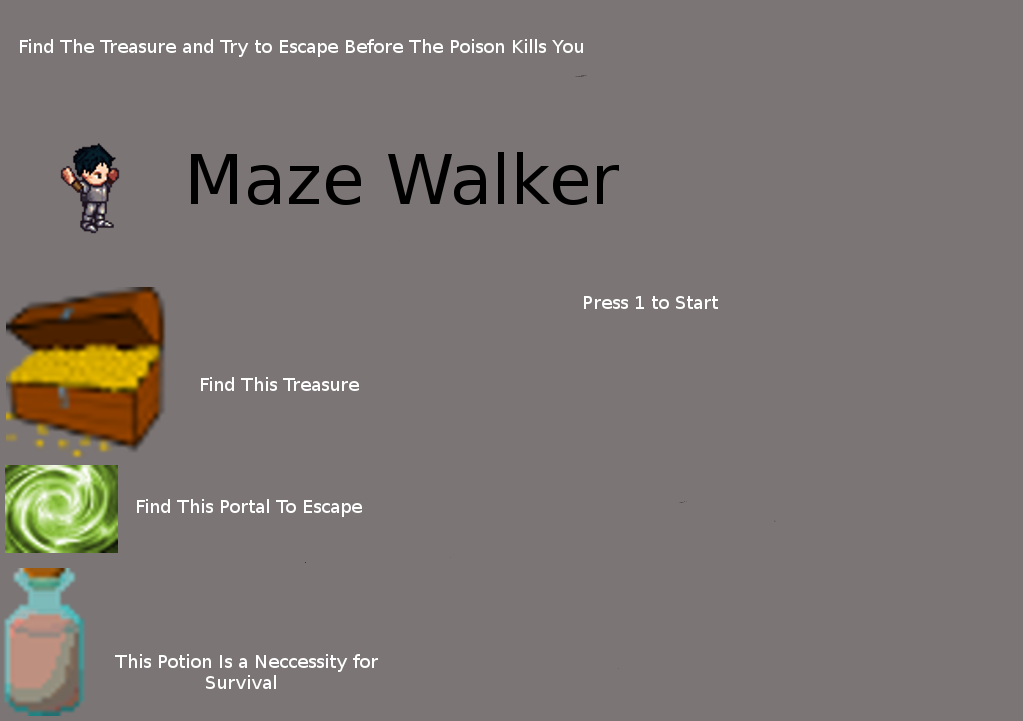 Find The Treasure and Try to Escape Before The Poison Kills You
Maze Walker
Press 1 to Start
Find This Treasure
Find This Portal To Escape
This Potion Is a Neccessity for
Survival